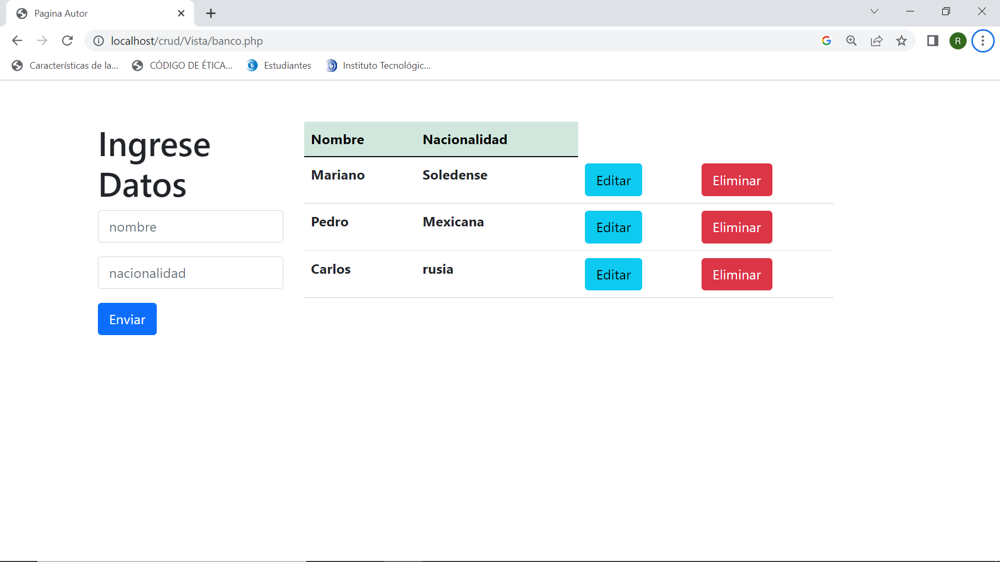 Pagina Autor
localhost/crud/Vista/banco.php
R
Características de la...
CÓDIGO DE ÉTICA...
Estudiantes
Instituto Tecnológic...
Ingrese
Datos
nombre
nacionalidad
Enviar
Nombre Nacionalidad
Mariano Soledense Editar Eliminar
Pedro Mexicana Editar Eliminar
Carlos rusia Editar Eliminar